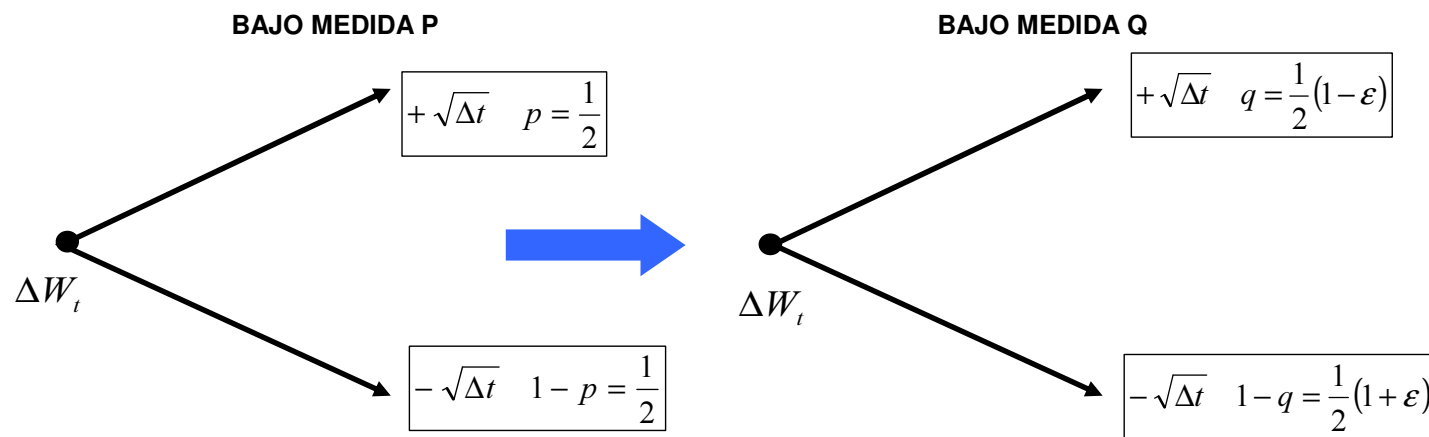 BAJO MEDIDA P
+√Δt p = 1/2
ΔW_t
−√Δt 1 − p = 1/2
BAJO MEDIDA Q
+√Δt q = 1/2 (1 − ε)
ΔW_t
−√Δt 1 − q = 1/2 (1 + ε)